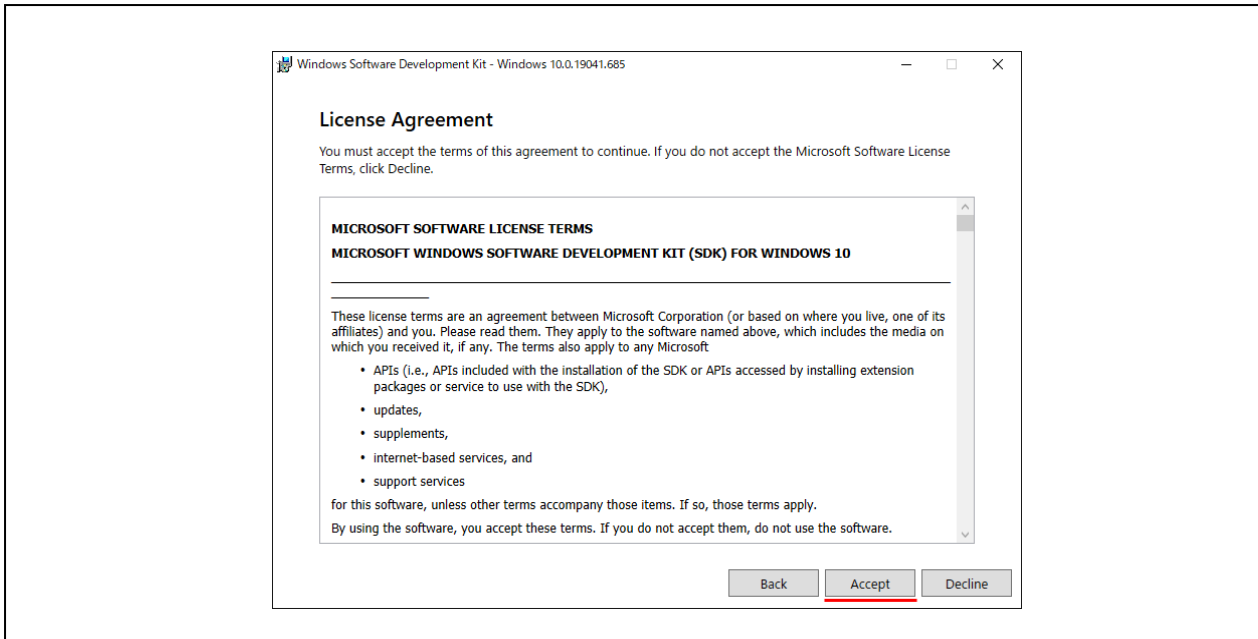 Windows Software Development Kit - Windows 10.0.19041.685
License Agreement
You must accept the terms of this agreement to continue. If you do not accept the Microsoft Software License
Terms, click Decline.
MICROSOFT SOFTWARE LICENSE TERMS
MICROSOFT WINDOWS SOFTWARE DEVELOPMENT KIT (SDK) FOR WINDOWS 10
These license terms are an agreement between Microsoft Corporation (or based on where you live, one of its
affiliates) and you. Please read them. They apply to the software named above, which includes the media on
which you received it, if any. The terms also apply to any Microsoft
• APIs (i.e., APIs included with the installation of the SDK or APIs accessed by installing extension
packages or service to use with the SDK),
• updates,
• supplements,
• internet-based services, and
• support services
for this software, unless other terms accompany those items. If so, those terms apply.
By using the software, you accept these terms. If you do not accept them, do not use the software.
Back Accept Decline